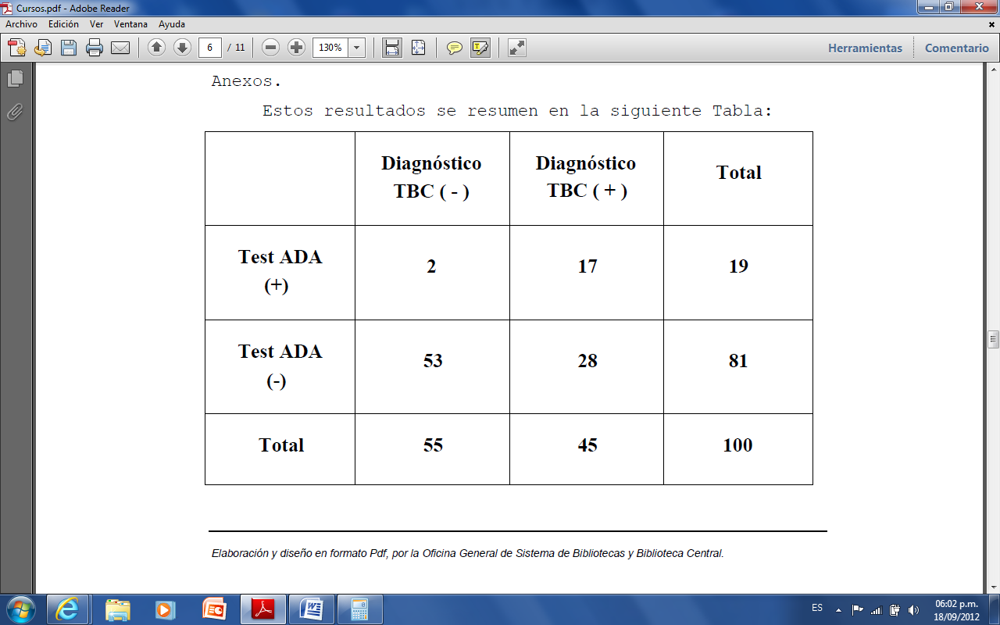 Cursos.pdf - Adobe Reader
Archivo Edición Ver Ventana Ayuda
6 / 11 130% Herramientas Comentario
Anexos.
Estos resultados se resumen en la siguiente Tabla:
Diagnóstico Diagnóstico Total
TBC ( - ) TBC ( + )
Test ADA 2 17 19
(+)
Test ADA 53 28 81
(-)
Total 55 45 100
Elaboración y diseño en formato Pdf, por la Oficina General de Sistema de Bibliotecas y Biblioteca Central.
ES 06:02 p.m.
18/09/2012